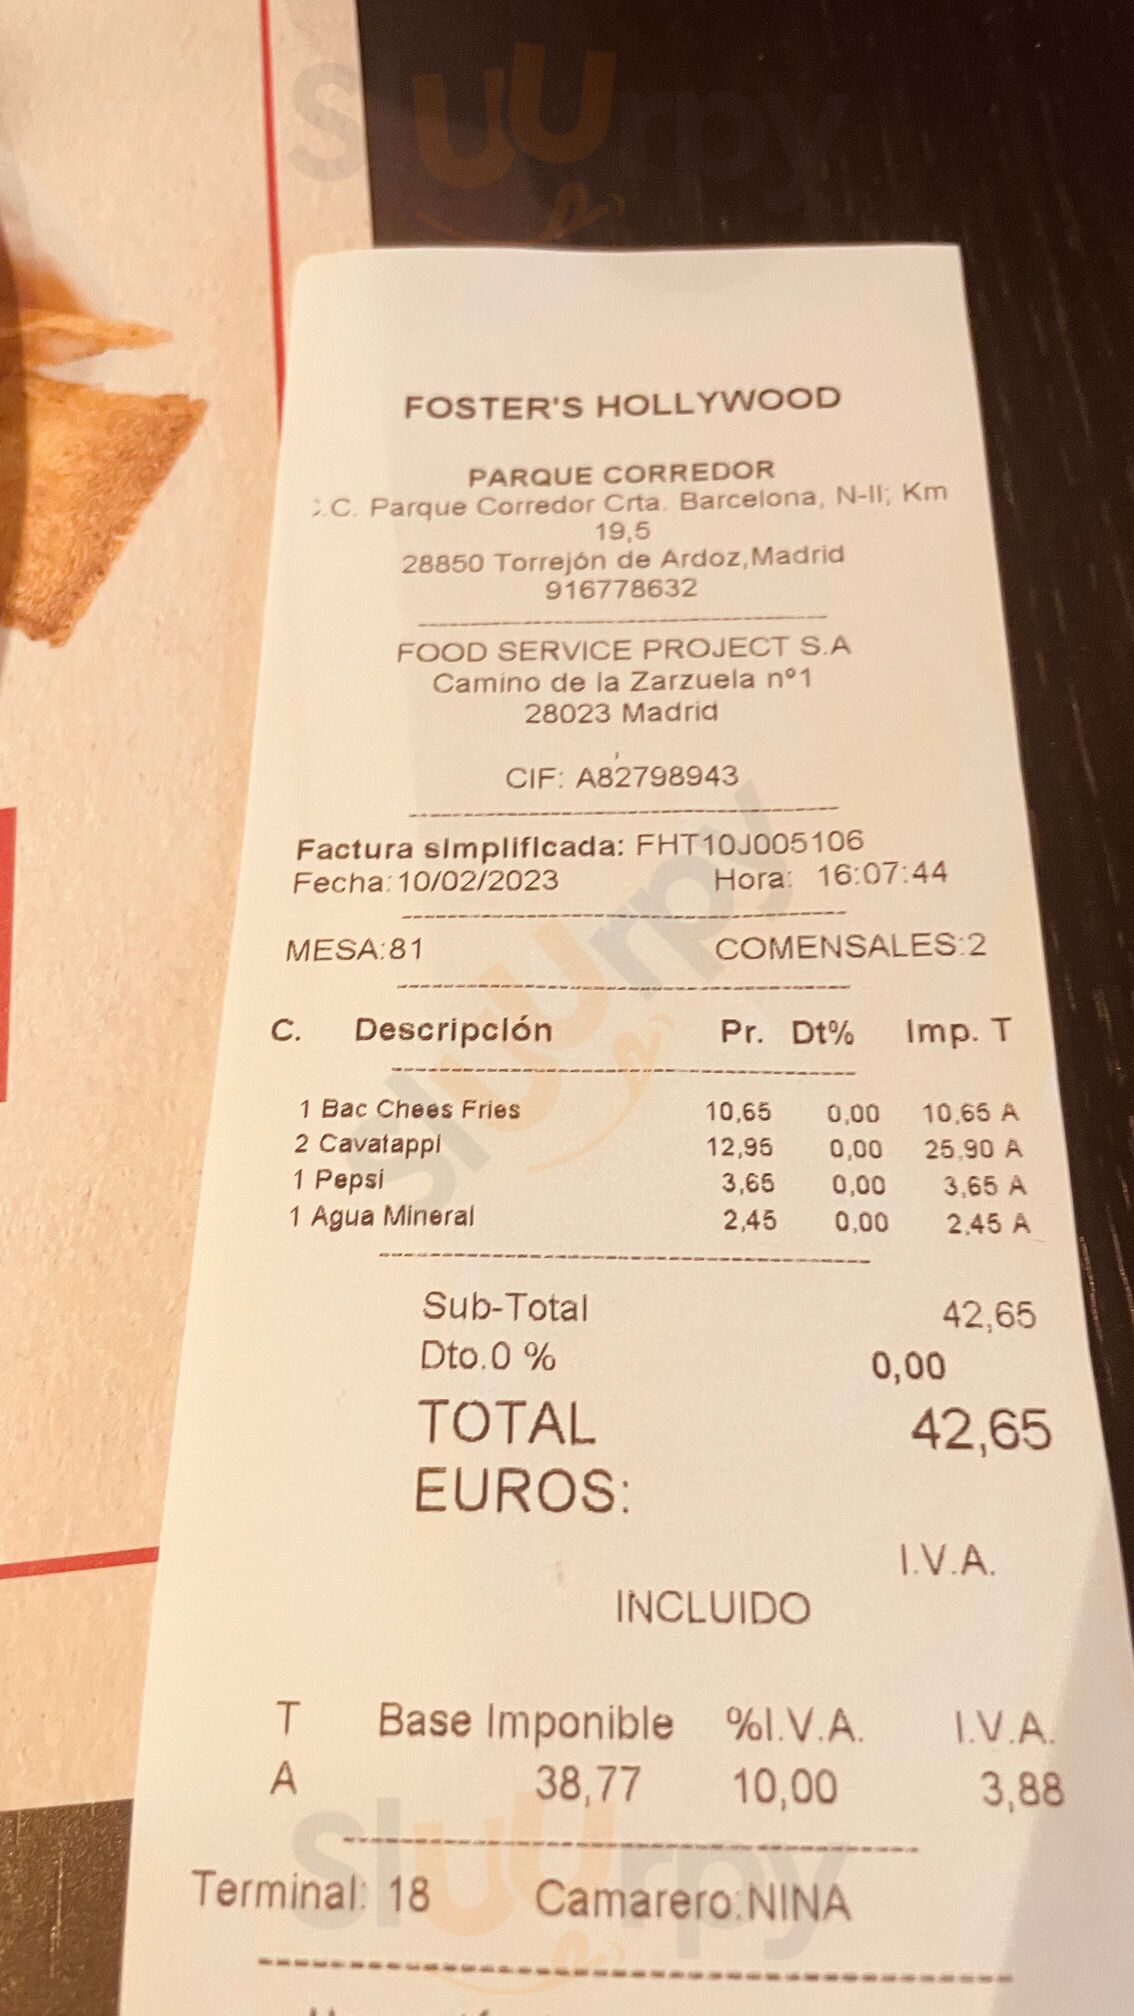 sluurpy
FOSTER'S HOLLYWOOD
PARQUE CORREDOR
C.C. Parque Corredor Crta. Barcelona, N-II; Km
19,5
28850 Torrejón de Ardoz,Madrid
916778632
FOOD SERVICE PROJECT S.A
Camino de la Zarzuela nº1
28023 Madrid
CIF: A82798943
Factura simplificada: FHT10J005106
Fecha:10/02/2023 Hora: 16:07:44
MESA:81 COMENSALES:2
C. Descripción Pr. Dt% Imp. T
1 Bac Chees Fries 10,65 0,00 10,65 A
2 Cavatappi 12,95 0,00 25,90 A
1 Pepsi 3,65 0,00 3,65 A
1 Agua Mineral 2,45 0,00 2,45 A
Sub-Total 42,65
Dto.0 % 0,00
TOTAL 42,65
EUROS:
I.V.A.
INCLUIDO
T Base Imponible %I.V.A. I.V.A.
A 38,77 10,00 3,88
Terminal: 18 Camarero:NINA
sluurpy
sluurpy